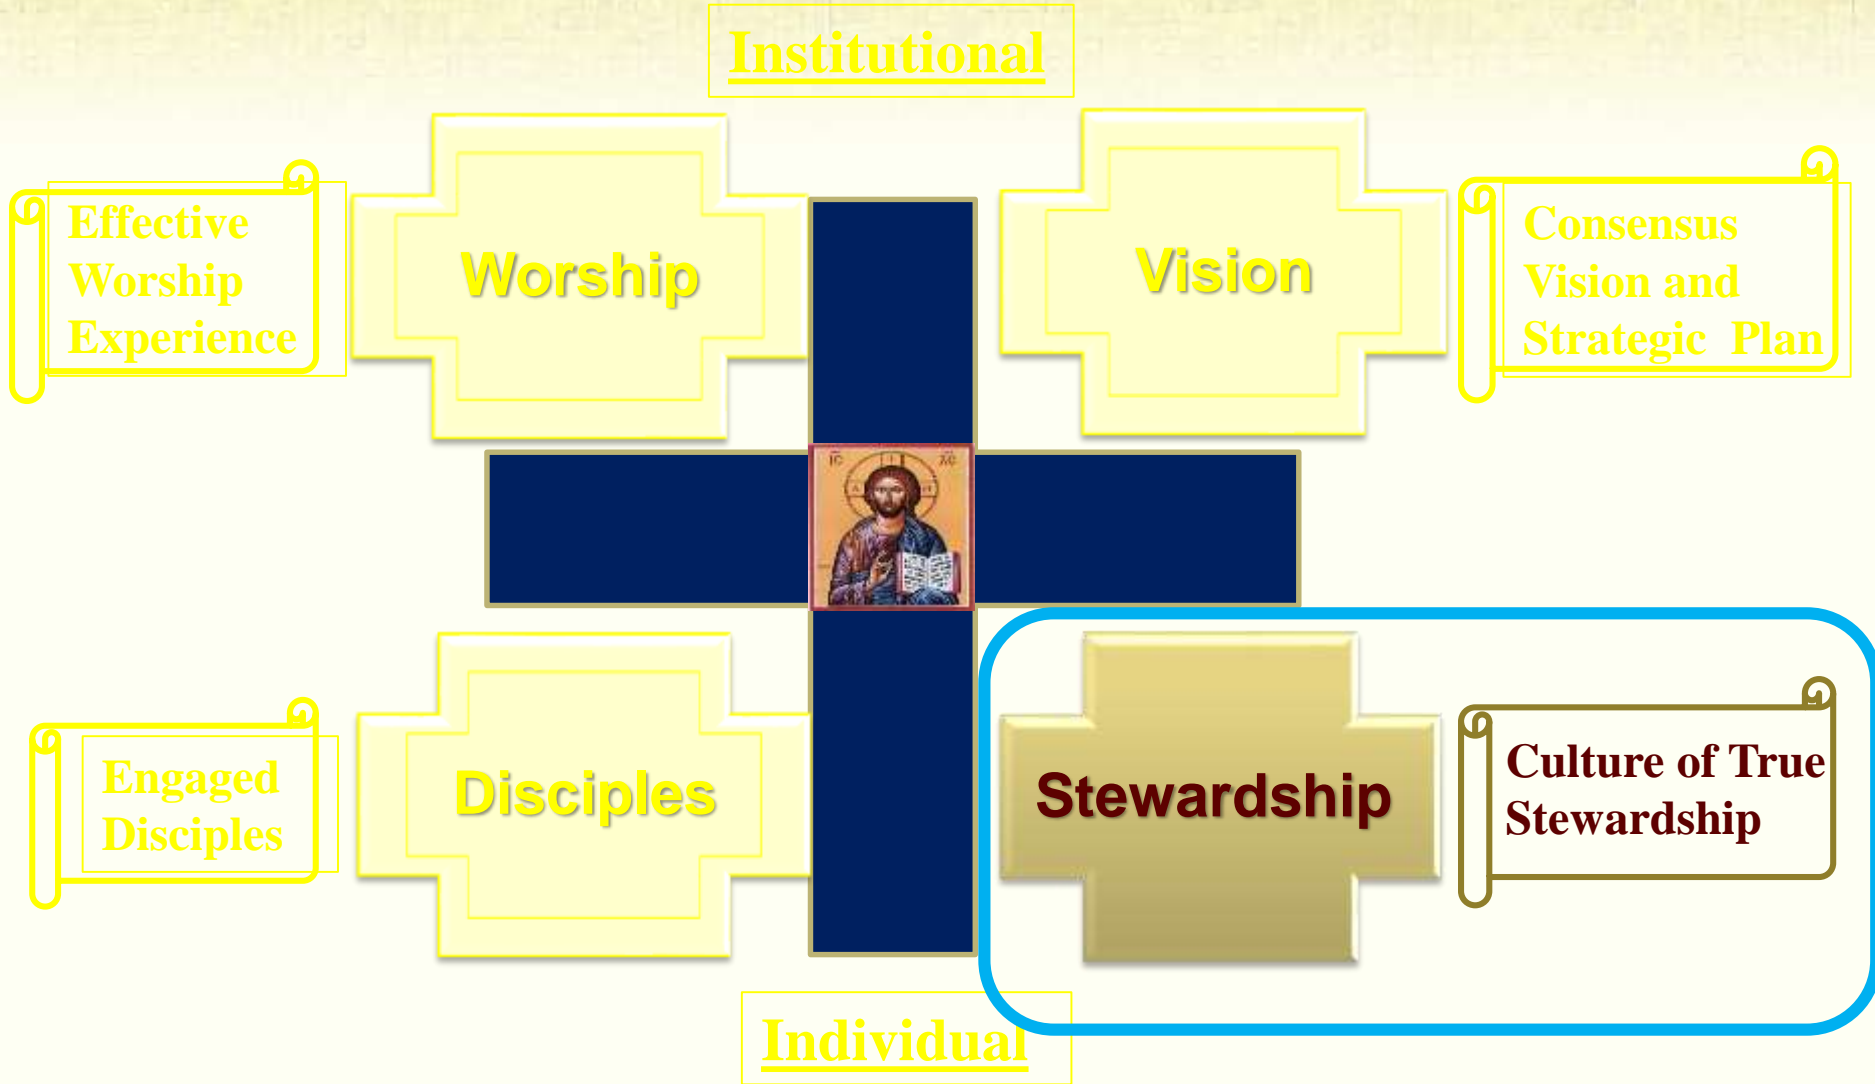 Institutional
Effective
Worship
Experience
Worship
Vision
Consensus
Vision and
Strategic Plan
IC
Engaged
Disciples
Disciples
Stewardship
Culture of True
Stewardship
Individual